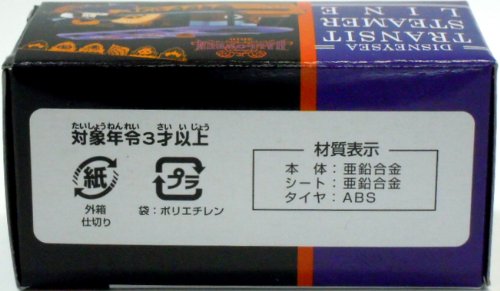 DISNEYSEA
TRANSIT
STEAMER
LINE
たいしょうねんれい さい いじょう
対象年令3才以上
紙
外箱
仕切り
プラ
袋：ポリエチレン
材質表示
本体：亜鉛合金
シート：亜鉛合金
タイヤ：ABS